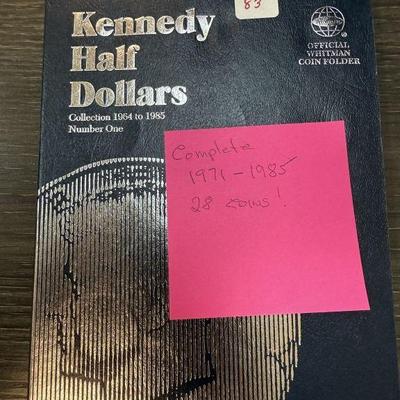 83
Kennedy
Half
Dollars
Collection 1964 to 1985
Number One
OFFICIAL
WHITMAN
COIN FOLDER
Complete
1971 - 1985
28 coins!